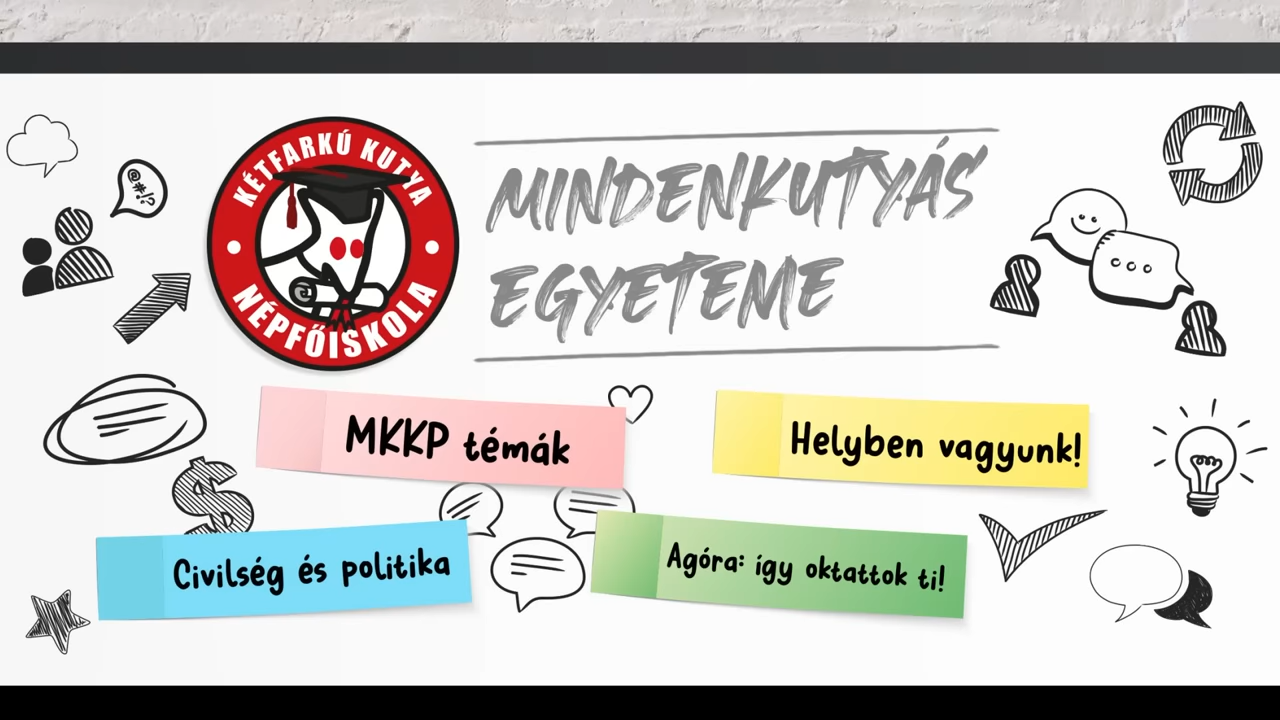 KÉTFARKÚ KUTYA
NÉPFŐISKOLA
MINDENKUTYÁS
EGYETEME
@
#!?
MKKP témák
Helyben vagyunk!
Civilség és politika
Agóra: így oktattok ti!
$